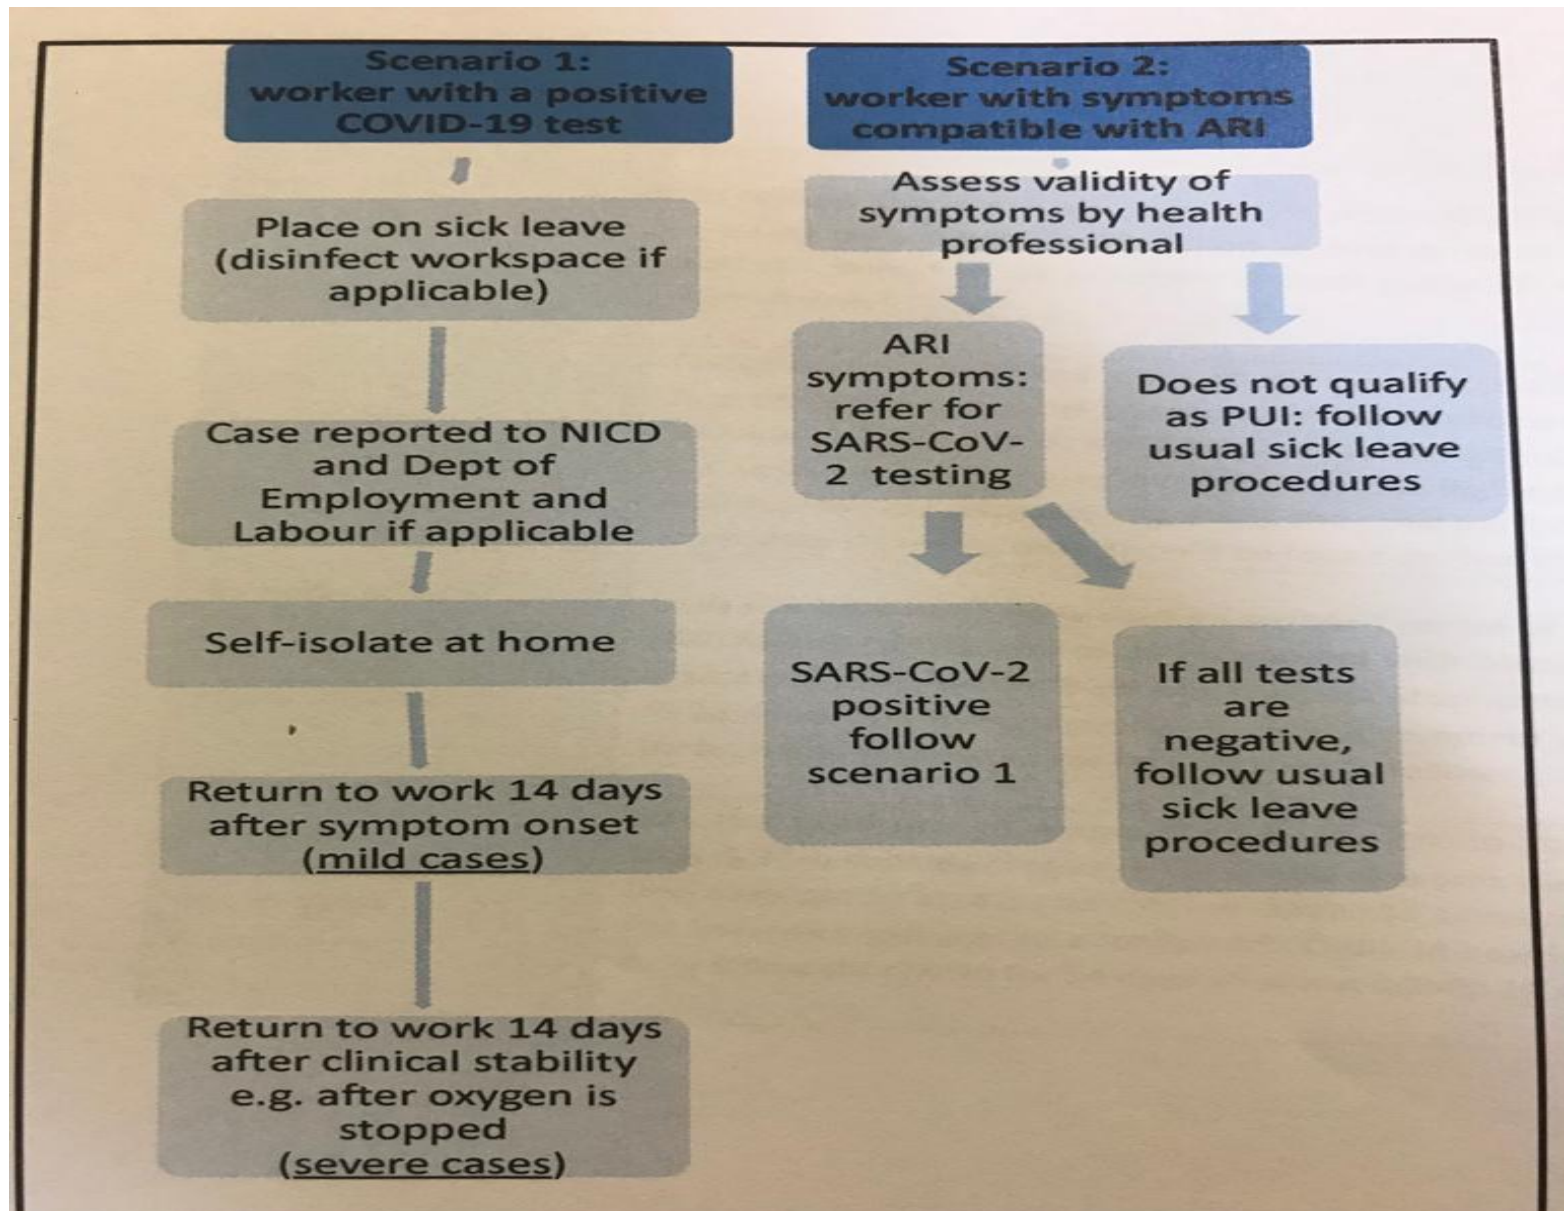 Scenario 1:
worker with a positive
COVID-19 test
Place on sick leave
(disinfect workspace if
applicable)
Case reported to NICD
and Dept of
Employment and
Labour if applicable
Self-isolate at home
Return to work 14 days
after symptom onset
(mild cases)
Return to work 14 days
after clinical stability
e.g. after oxygen is
stopped
(severe cases)
Scenario 2:
worker with symptoms
compatible with ARI
Assess validity of
symptoms by health
professional
ARI
symptoms:
refer for
SARS-CoV-
2 testing
Does not qualify
as PUI: follow
usual sick leave
procedures
SARS-CoV-2
positive
follow
scenario 1
If all tests
are
negative,
follow usual
sick leave
procedures